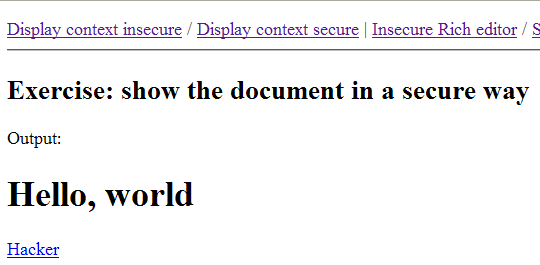 Display context insecure / Display context secure | Insecure Rich editor / S
Exercise: show the document in a secure way
Output:
Hello, world
Hacker